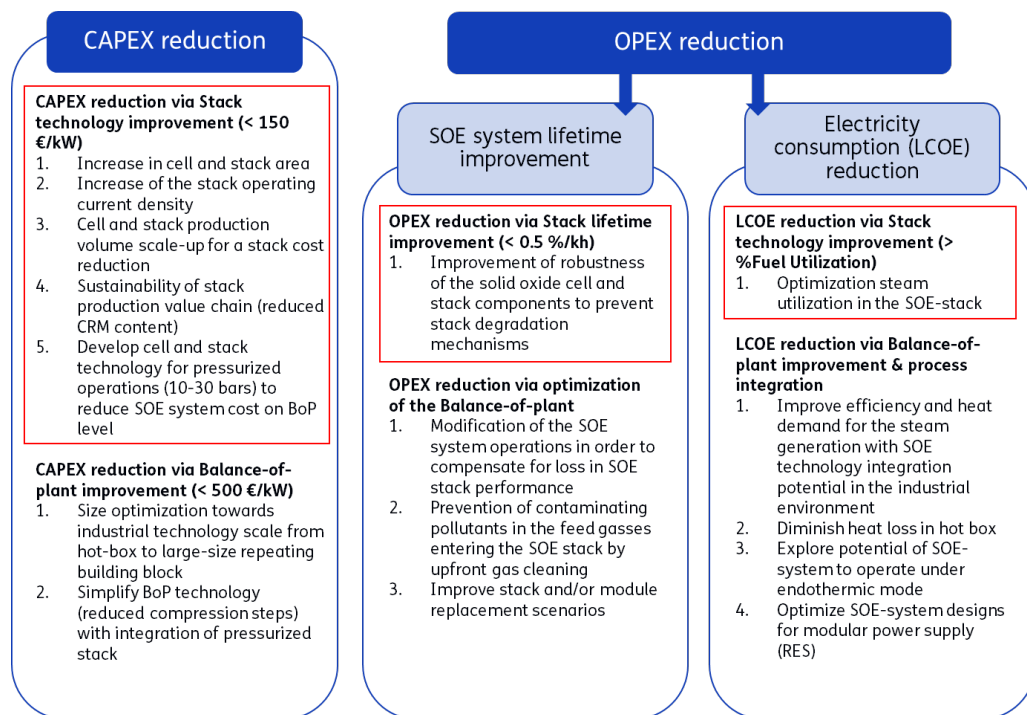 CAPEX reduction
CAPEX reduction via Stack
technology improvement (< 150
€/kW)
1. Increase in cell and stack area
2. Increase of the stack operating
current density
3. Cell and stack production
volume scale-up for a stack cost
reduction
4. Sustainability of stack
production value chain (reduced
CRM content)
5. Develop cell and stack
technology for pressurized
operations (10-30 bars) to
reduce SOE system cost on BoP
level
CAPEX reduction via Balance-of-
plant improvement (< 500 €/kW)
1. Size optimization towards
industrial technology scale from
hot-box to large-size repeating
building block
2. Simplify BoP technology
(reduced compression steps)
with integration of pressurized
stack
OPEX reduction
SOE system lifetime
improvement
OPEX reduction via Stack lifetime
improvement (< 0.5 %/kh)
1. Improvement of robustness
of the solid oxide cell and
stack components to prevent
stack degradation
mechanisms
OPEX reduction via optimization
of the Balance-of-plant
1. Modification of the SOE
system operations in order to
compensate for loss in SOE
stack performance
2. Prevention of contaminating
pollutants in the feed gasses
entering the SOE stack by
upfront gas cleaning
3. Improve stack and/or module
replacement scenarios
Electricity
consumption (LCOE)
reduction
LCOE reduction via Stack
technology improvement (>
%Fuel Utilization)
1. Optimization steam
utilization in the SOE-stack
LCOE reduction via Balance-of-
plant improvement & process
integration
1. Improve efficiency and heat
demand for the steam
generation with SOE
technology integration
potential in the industrial
environment
2. Diminish heat loss in hot box
3. Explore potential of SOE-
system to operate under
endothermic mode
4. Optimize SOE-system designs
for modular power supply
(RES)